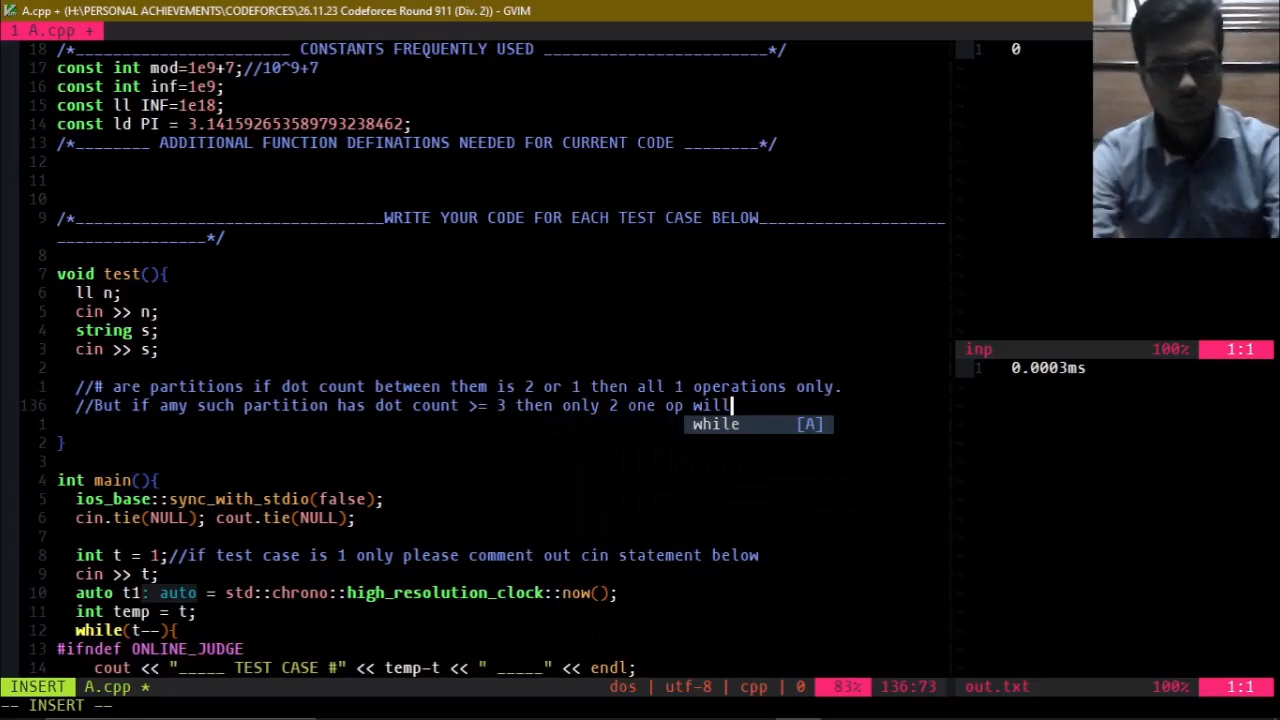 A.cpp + (H:\PERSONAL ACHIEVEMENTS\CODEFORCES\26.11.23 Codeforces Round 911 (Div. 2)) - GVIM
1 A.cpp +
18 /*_______________________ CONSTANTS FREQUENTLY USED ________________________*/
17 const int mod=1e9+7;//10^9+7
16 const int inf=1e9;
15 const ll INF=1e18;
14 const ld PI = 3.141592653589793238462;
13 /*________ ADDITIONAL FUNCTION DEFINATIONS NEEDED FOR CURRENT CODE ________*/
12
11
10
9 /*_________________________________WRITE YOUR CODE FOR EACH TEST CASE BELOW____________________
________________*/
8
7 void test(){
6 ll n;
5 cin >> n;
4 string s;
3 cin >> s;
2
1 //# are partitions if dot count between them is 2 or 1 then all 1 operations only.
136 //But if amy such partition has dot count >= 3 then only 2 one op will
while [A]
1
2 }
3
4 int main(){
5 ios_base::sync_with_stdio(false);
6 cin.tie(NULL); cout.tie(NULL);
7
8 int t = 1;//if test case is 1 only please comment out cin statement below
9 cin >> t;
10 auto t1: auto = std::chrono::high_resolution_clock::now();
11 int temp = t;
12 while(t--){
13 #ifndef ONLINE_JUDGE
14 cout << "_____ TEST CASE #" << temp-t << " _____" << endl;
INSERT A.cpp * dos | utf-8 | cpp | 0 83% 136:73
-- INSERT --
1 0
inp 100% 1:1
1 0.0003ms
out.txt 100% 1:1